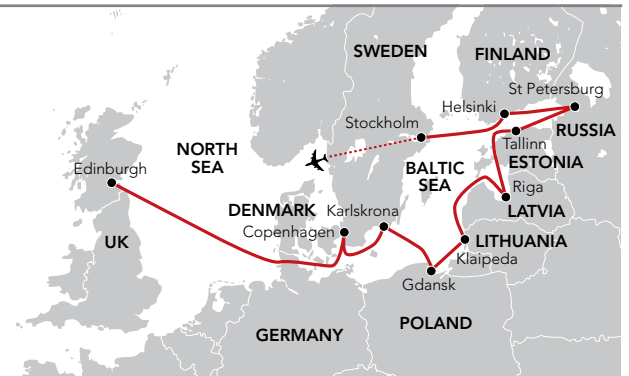 SWEDEN
FINLAND
St Petersburg
Helsinki
Stockholm
RUSSIA
Tallinn
NORTH
SEA
ESTONIA
BALTIC
SEA
Edinburgh
Riga
DENMARK
Karlskrona
LATVIA
Copenhagen
UK
LITHUANIA
Klaipeda
Gdansk
POLAND
GERMANY